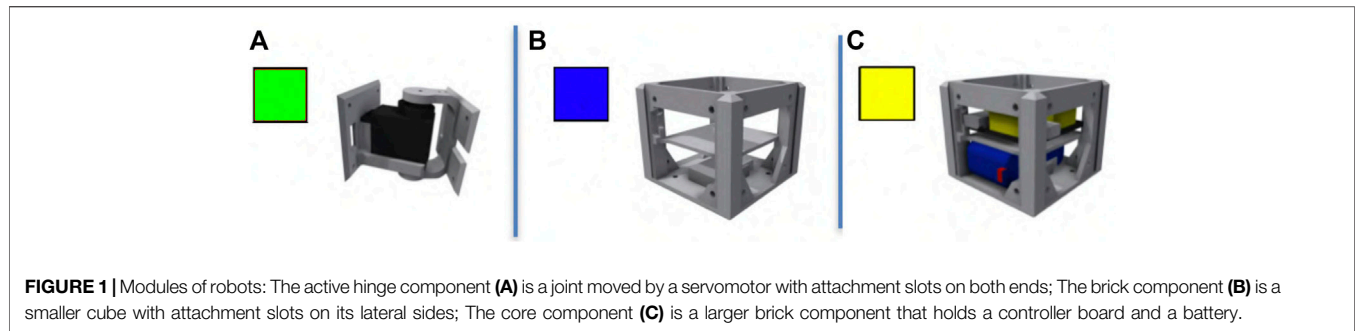 A
B
C
FIGURE 1 | Modules of robots: The active hinge component (A) is a joint moved by a servomotor with attachment slots on both ends; The brick component (B) is a
smaller cube with attachment slots on its lateral sides; The core component (C) is a larger brick component that holds a controller board and a battery.